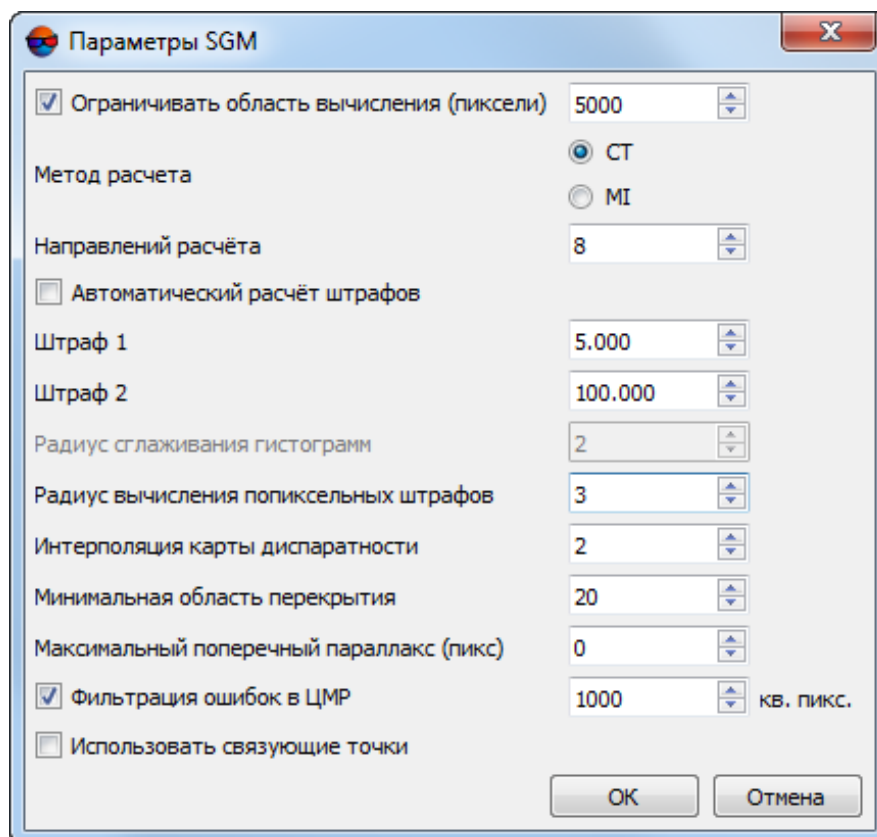 Параметры SGM
Ограничивать область вычисления (пиксели) 5000
CT
Метод расчета
MI
Направлений расчёта 8
Автоматический расчёт штрафов
Штраф 1 5.000
Штраф 2 100.000
Радиус сглаживания гистограмм 2
Радиус вычисления попиксельных штрафов 3
Интерполяция карты диспаратности 2
Минимальная область перекрытия 20
Максимальный поперечный параллакс (пикс) 0
Фильтрация ошибок в ЦМР 1000 кв. пикс.
Использовать связующие точки
OK Отмена